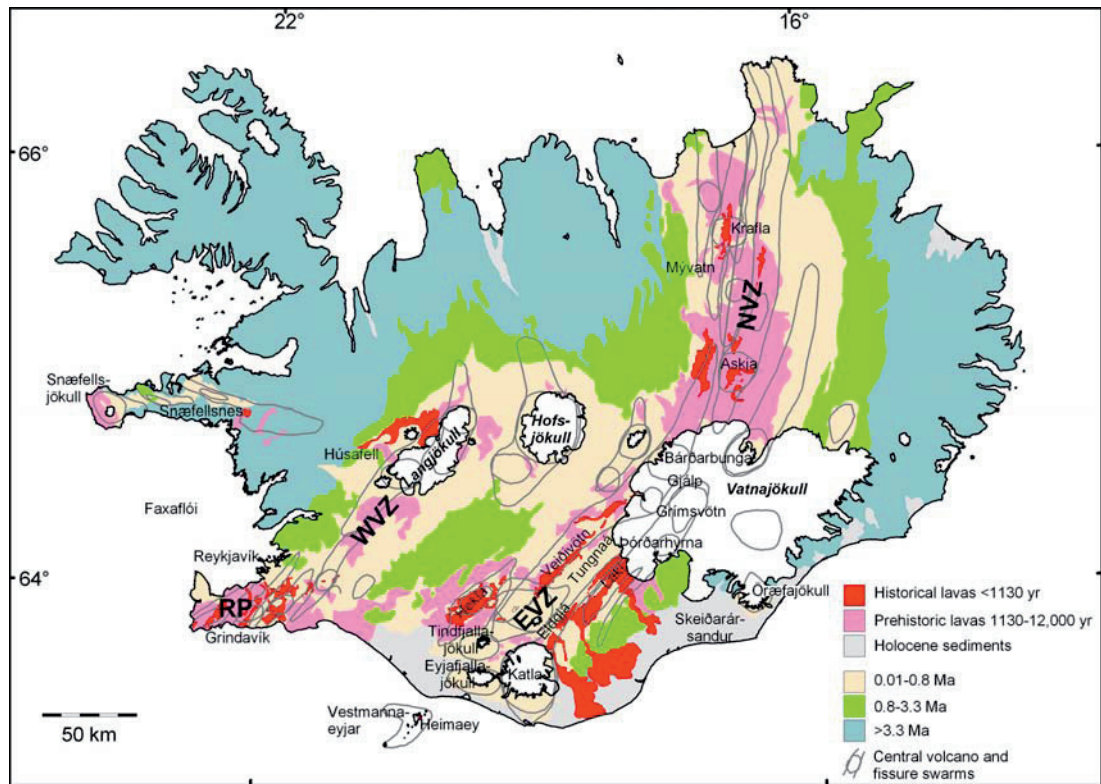 22°
16°
66°
Krafla
Mývatn
NVZ
Askja
Snæfells-
jökull
Snæfellsnes
Hofs-
jökull
Húsafell
Langjökull
Bárðarbunga
Gjálp
Vatnajökull
Faxaflói
WVZ
Grímsvötn
Veiðivötn
Þórðarhyrna
Reykjavík
Tungnaá
64°
Laki
Öræfajökull
RP
Hekla
EVZ
Eldgjá
Skeiðarár-
sandur
Grindavík
Tindfjalla-
jökull
Eyjafjalla-
jökull
Katla
Vestmanna-
eyjar
Heimaey
50 km
Historical lavas <1130 yr
Prehistoric lavas 1130-12,000 yr
Holocene sediments
0.01-0.8 Ma
0.8-3.3 Ma
>3.3 Ma
Central volcano and
fissure swarms